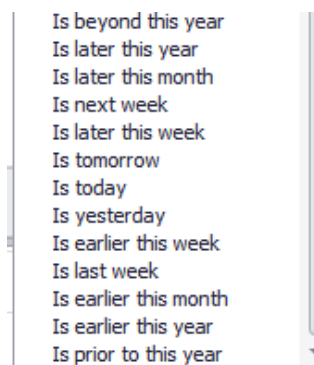 Is beyond this year
Is later this year
Is later this month
Is next week
Is later this week
Is tomorrow
Is today
Is yesterday
Is earlier this week
Is last week
Is earlier this month
Is earlier this year
Is prior to this year